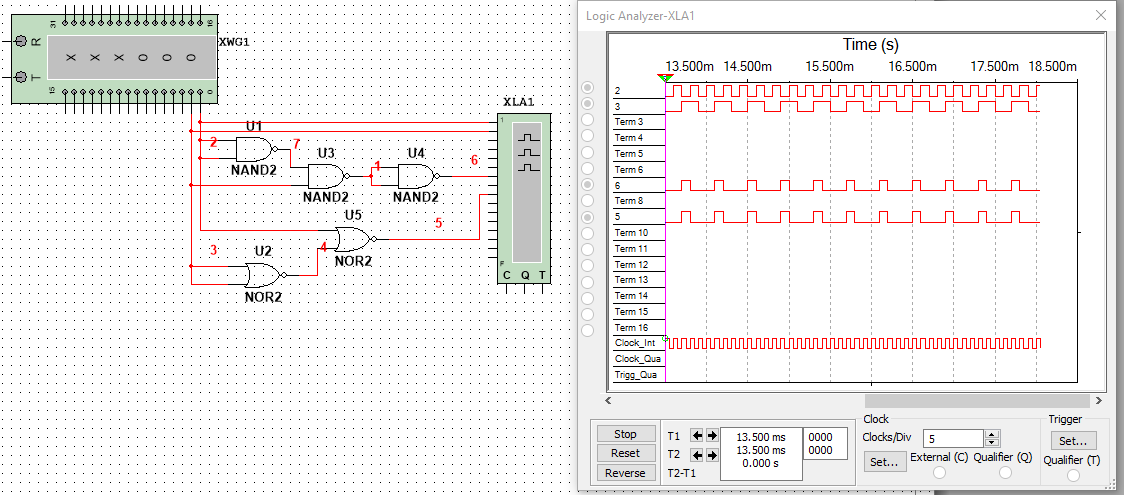 31 16
XWG1
R X X X O O O
T
15 0
XLA1
1
U1
2 7
NAND2
U3 U4
1 6
NAND2 NAND2
U5
5
3 U2 4
NOR2
NOR2
F
C Q T
Logic Analyzer-XLA1
Time (s)
13.500m 14.500m 15.500m 16.500m 17.500m 18.500m
2
3
Term 3
Term 4
Term 5
Term 6
6
Term 8
5
Term 10
Term 11
Term 12
Term 13
Term 14
Term 15
Term 16
Clock_Int
Clock_Qua
Trigg_Qua
Stop
Reset
Reverse
T1 13.500 ms 0000
T2 13.500 ms 0000
T2-T1 0.000 s
Clock
Clocks/Div 5
Set... External (C) Qualifier (Q)
Trigger
Set...
Qualifier (T)